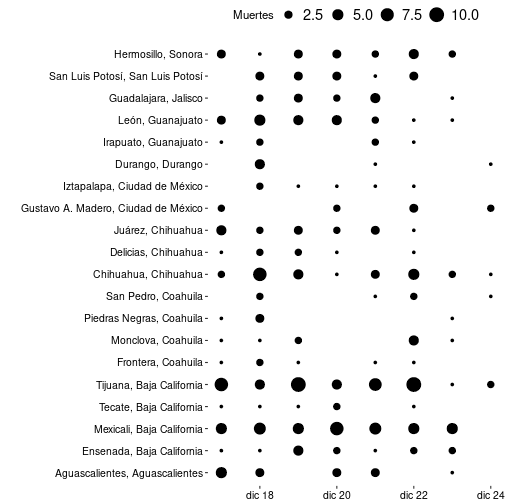 Muertes 2.5 5.0 7.5 10.0
Hermosillo, Sonora
San Luis Potosí, San Luis Potosí
Guadalajara, Jalisco
León, Guanajuato
Irapuato, Guanajuato
Durango, Durango
Iztapalapa, Ciudad de México
Gustavo A. Madero, Ciudad de México
Juárez, Chihuahua
Delicias, Chihuahua
Chihuahua, Chihuahua
San Pedro, Coahuila
Piedras Negras, Coahuila
Monclova, Coahuila
Frontera, Coahuila
Tijuana, Baja California
Tecate, Baja California
Mexicali, Baja California
Ensenada, Baja California
Aguascalientes, Aguascalientes
dic 18 dic 20 dic 22 dic 24